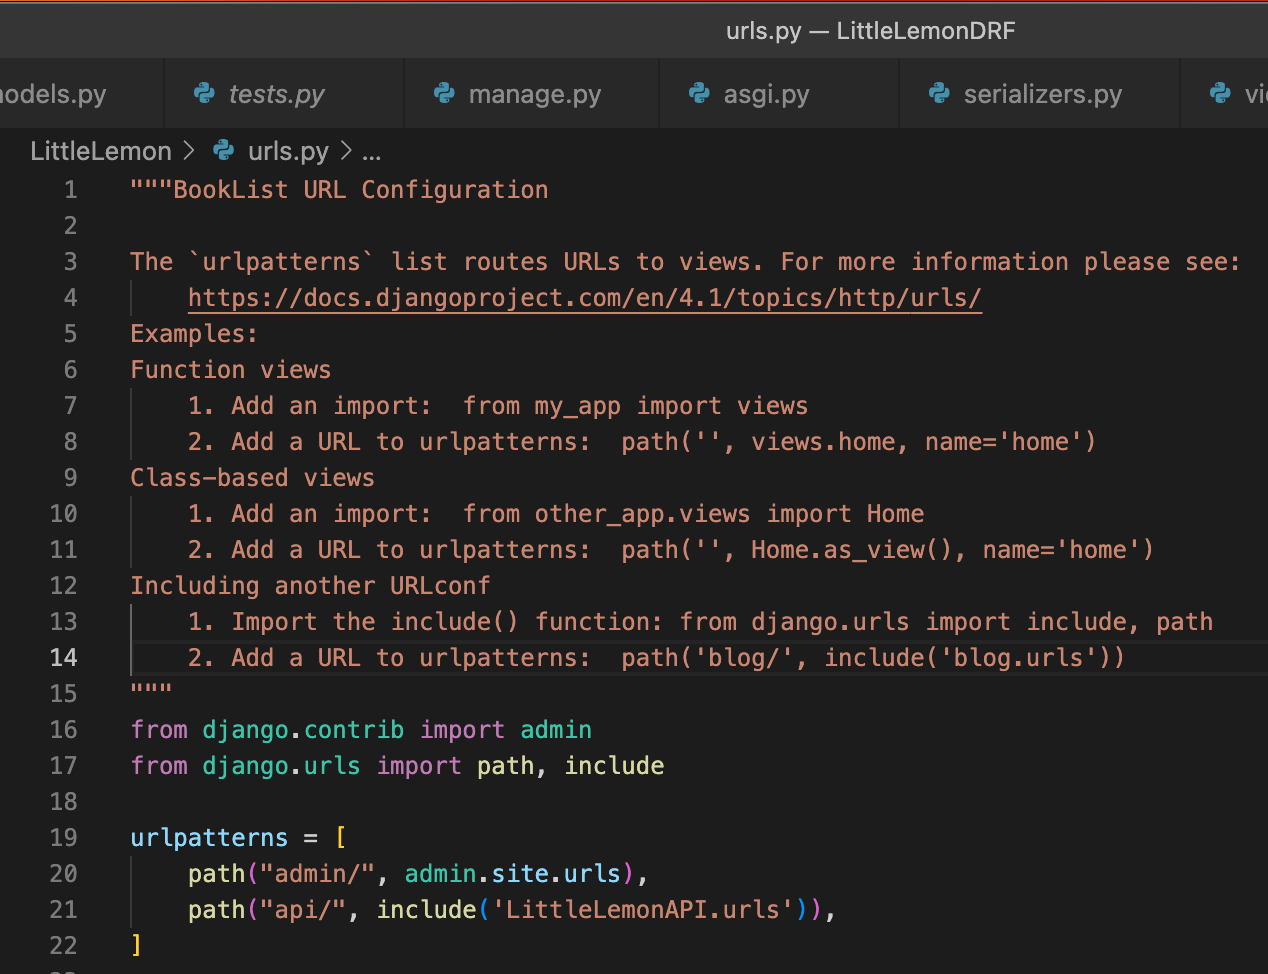 urls.py — LittleLemonDRF
tests.py manage.py asgi.py serializers.py
LittleLemon > urls.py > ...
1 """BookList URL Configuration
2
3 The `urlpatterns` list routes URLs to views. For more information please see:
4     https://docs.djangoproject.com/en/4.1/topics/http/urls/
5 Examples:
6 Function views
7     1. Add an import:  from my_app import views
8     2. Add a URL to urlpatterns:  path('', views.home, name='home')
9 Class-based views
10     1. Add an import:  from other_app.views import Home
11     2. Add a URL to urlpatterns:  path('', Home.as_view(), name='home')
12 Including another URLconf
13     1. Import the include() function: from django.urls import include, path
14     2. Add a URL to urlpatterns:  path('blog/', include('blog.urls'))
15 """
16 from django.contrib import admin
17 from django.urls import path, include
18
19 urlpatterns = [
20     path("admin/", admin.site.urls),
21     path("api/", include('LittleLemonAPI.urls')),
22 ]